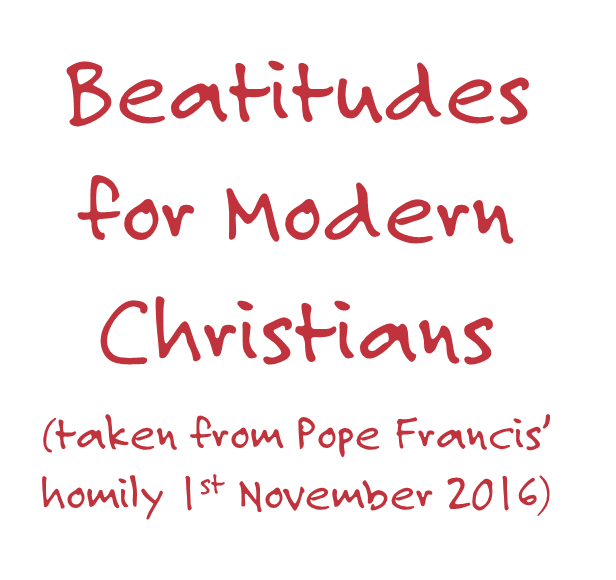 Beatitudes
for Modern
Christians
(taken from Pope Francis’
homily 1st November 2016)